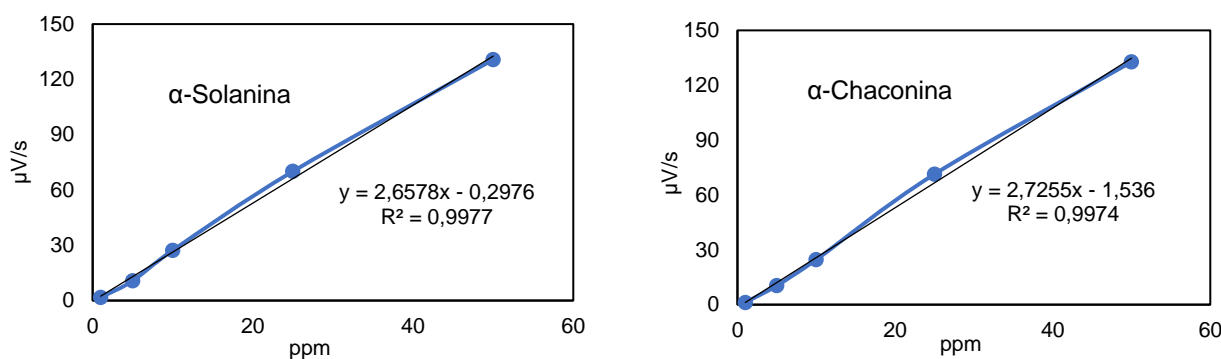 150
120
90
60
30
0
μV/s
α-Solanina
y = 2,6578x - 0,2976
R² = 0,9977
0
20
40
60
ppm
150
120
90
60
30
0
μV/s
α-Chaconina
y = 2,7255x - 1,536
R² = 0,9974
0
20
40
60
ppm